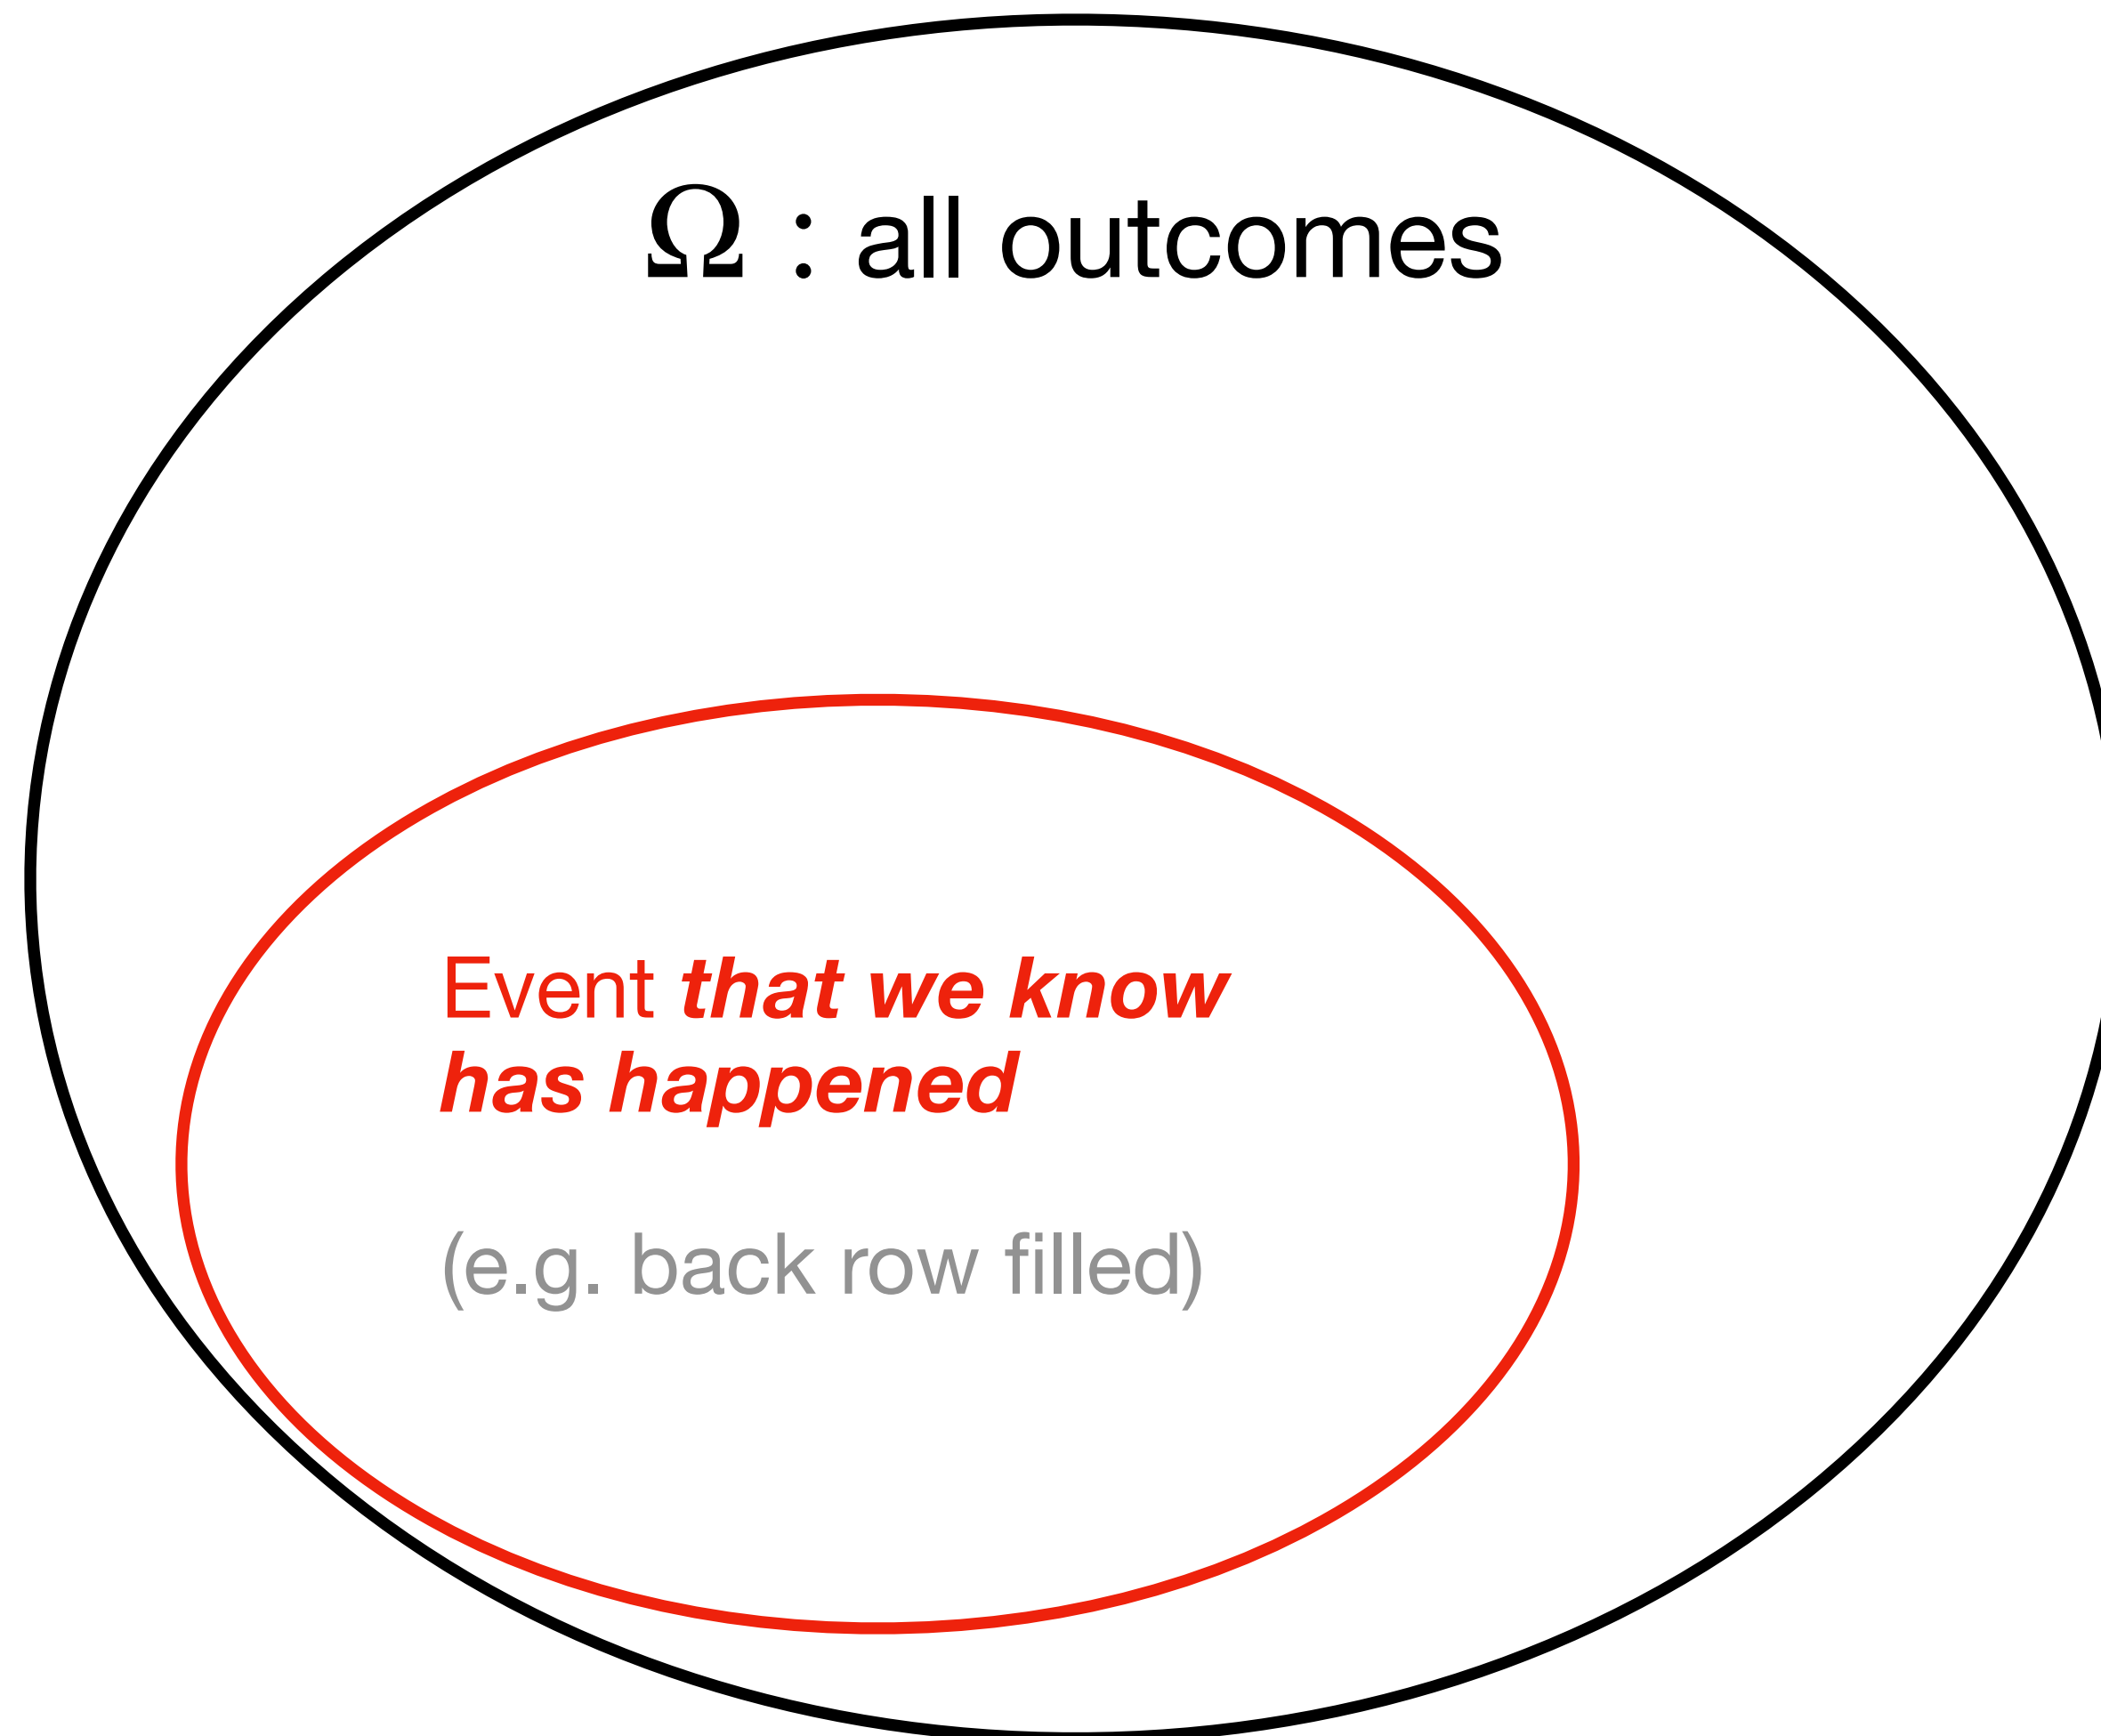 Ω : all outcomes
Event that we know
has happened
(e.g. back row filled)